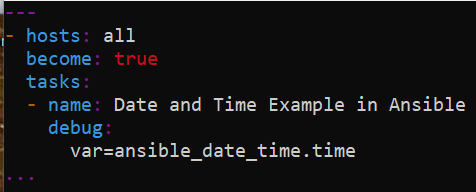 ---
- hosts: all
  become: true
  tasks:
  - name: Date and Time Example in Ansible
    debug:
      var=ansible_date_time.time
...